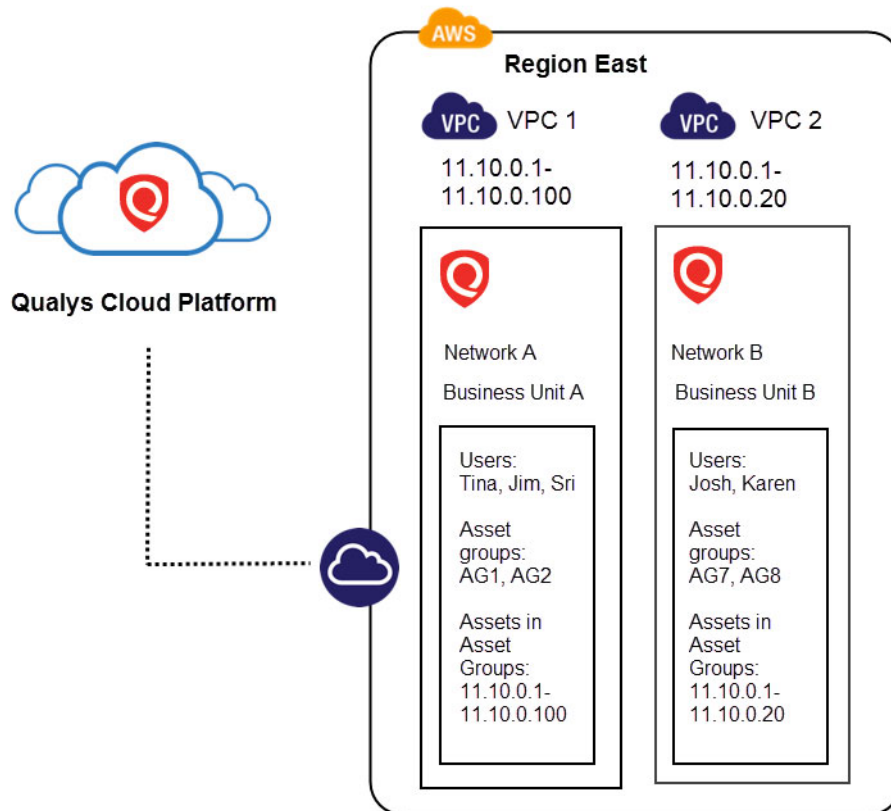 AWS
Region East
VPC
VPC 1
VPC
VPC 2
11.10.0.1-
11.10.0.100
11.10.0.1-
11.10.0.20
Qualys Cloud Platform
Network A
Business Unit A
Users:
Tina, Jim, Sri
Asset
groups:
AG1, AG2
Assets in
Asset
Groups:
11.10.0.1-
11.10.0.100
Network B
Business Unit B
Users:
Josh, Karen
Asset
groups:
AG7, AG8
Assets in
Asset
Groups:
11.10.0.1-
11.10.0.20